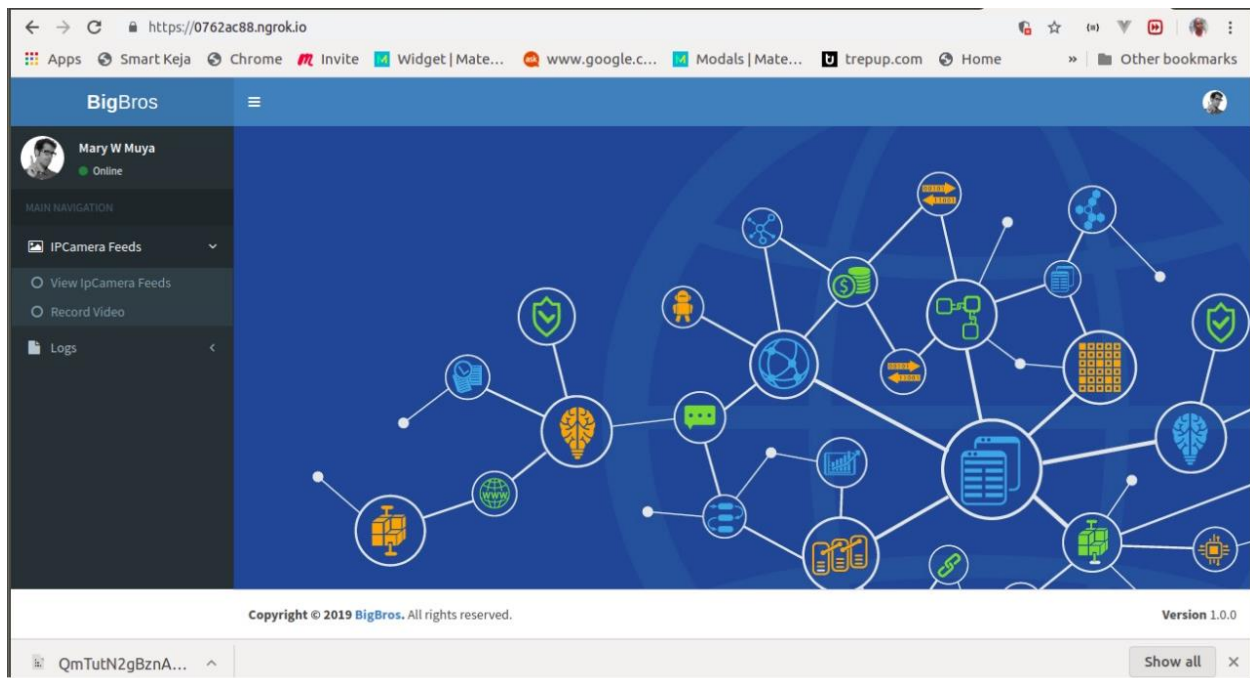 https://0762ac88.ngrok.io
Apps Smart Keja Chrome Invite Widget | Mate... www.google.c... Modals | Mate... trepup.com Home » Other bookmarks
BigBros
Mary W Muya
Online
MAIN NAVIGATION
IPCamera Feeds
View IpCamera Feeds
Record Video
Logs
www
Copyright © 2019 BigBros. All rights reserved.
Version 1.0.0
QmTutN2gBznA...
Show all